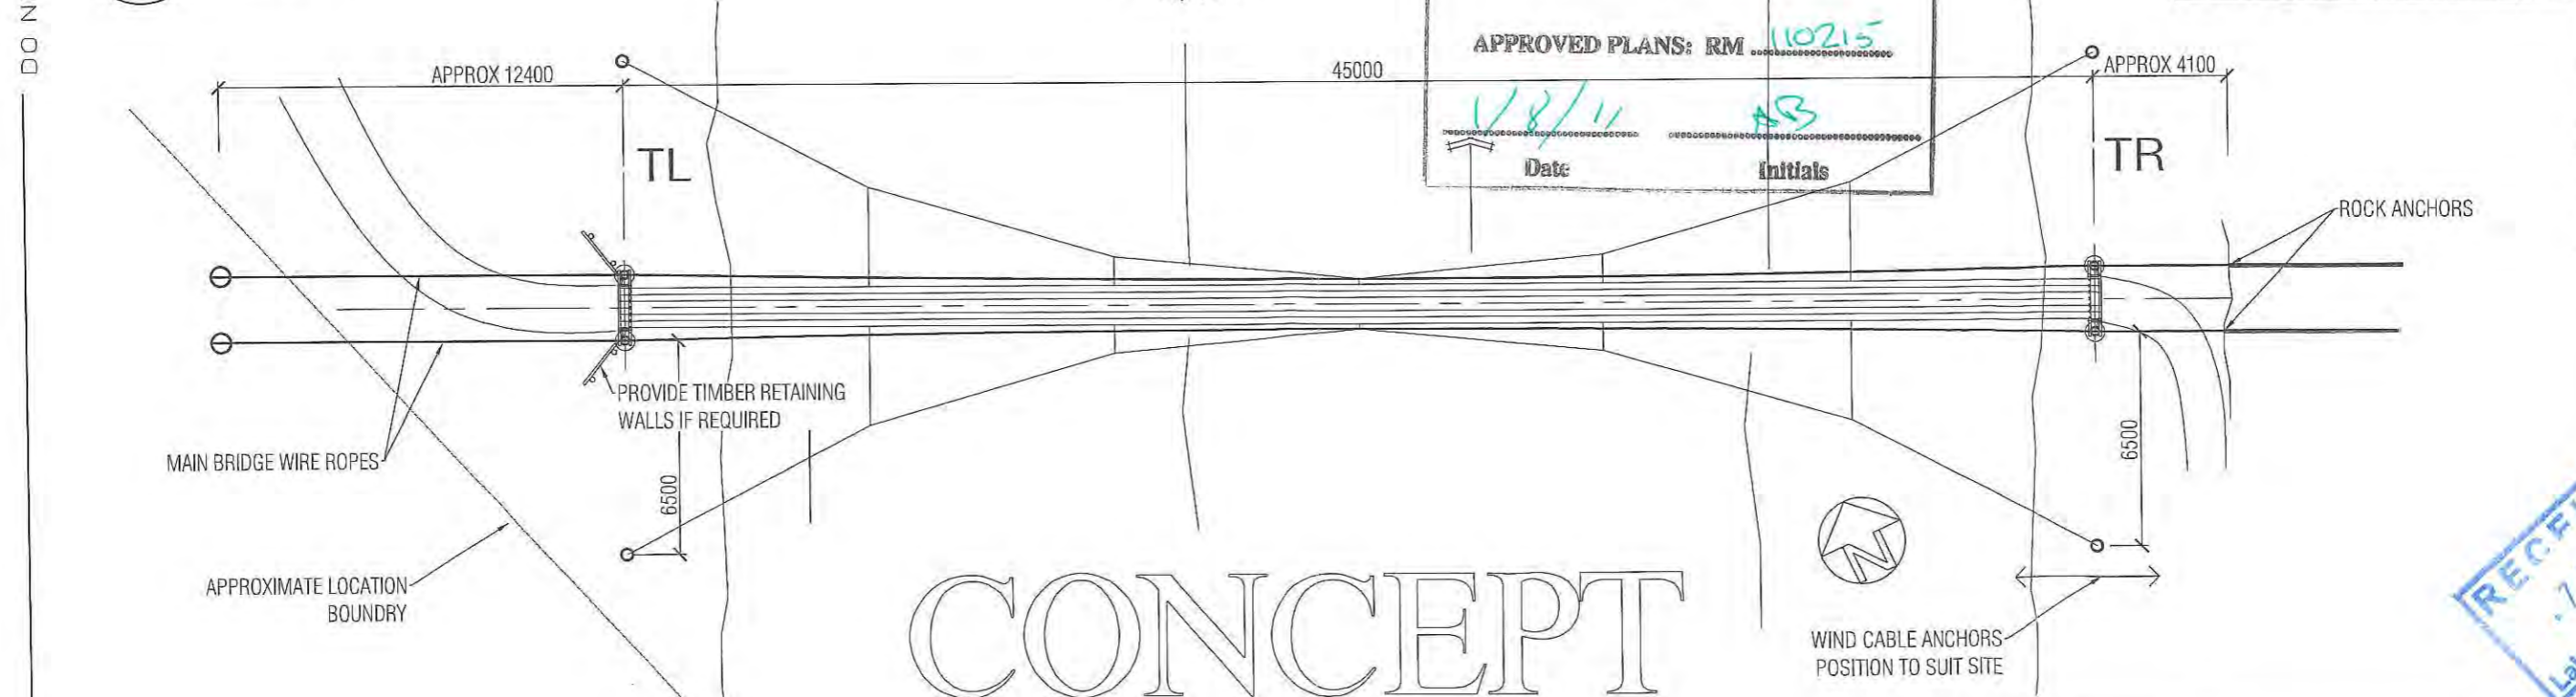 DO N
APPROVED PLANS: RM 110215
1/8/11 AB
Date Initials
APPROX 12400
45000
APPROX 4100
TL
TR
ROCK ANCHORS
PROVIDE TIMBER RETAINING
WALLS IF REQUIRED
MAIN BRIDGE WIRE ROPES
6500
6500
APPROXIMATE LOCATION
BOUNDRY
N
CONCEPT
WIND CABLE ANCHORS
POSITION TO SUIT SITE
RECE
7